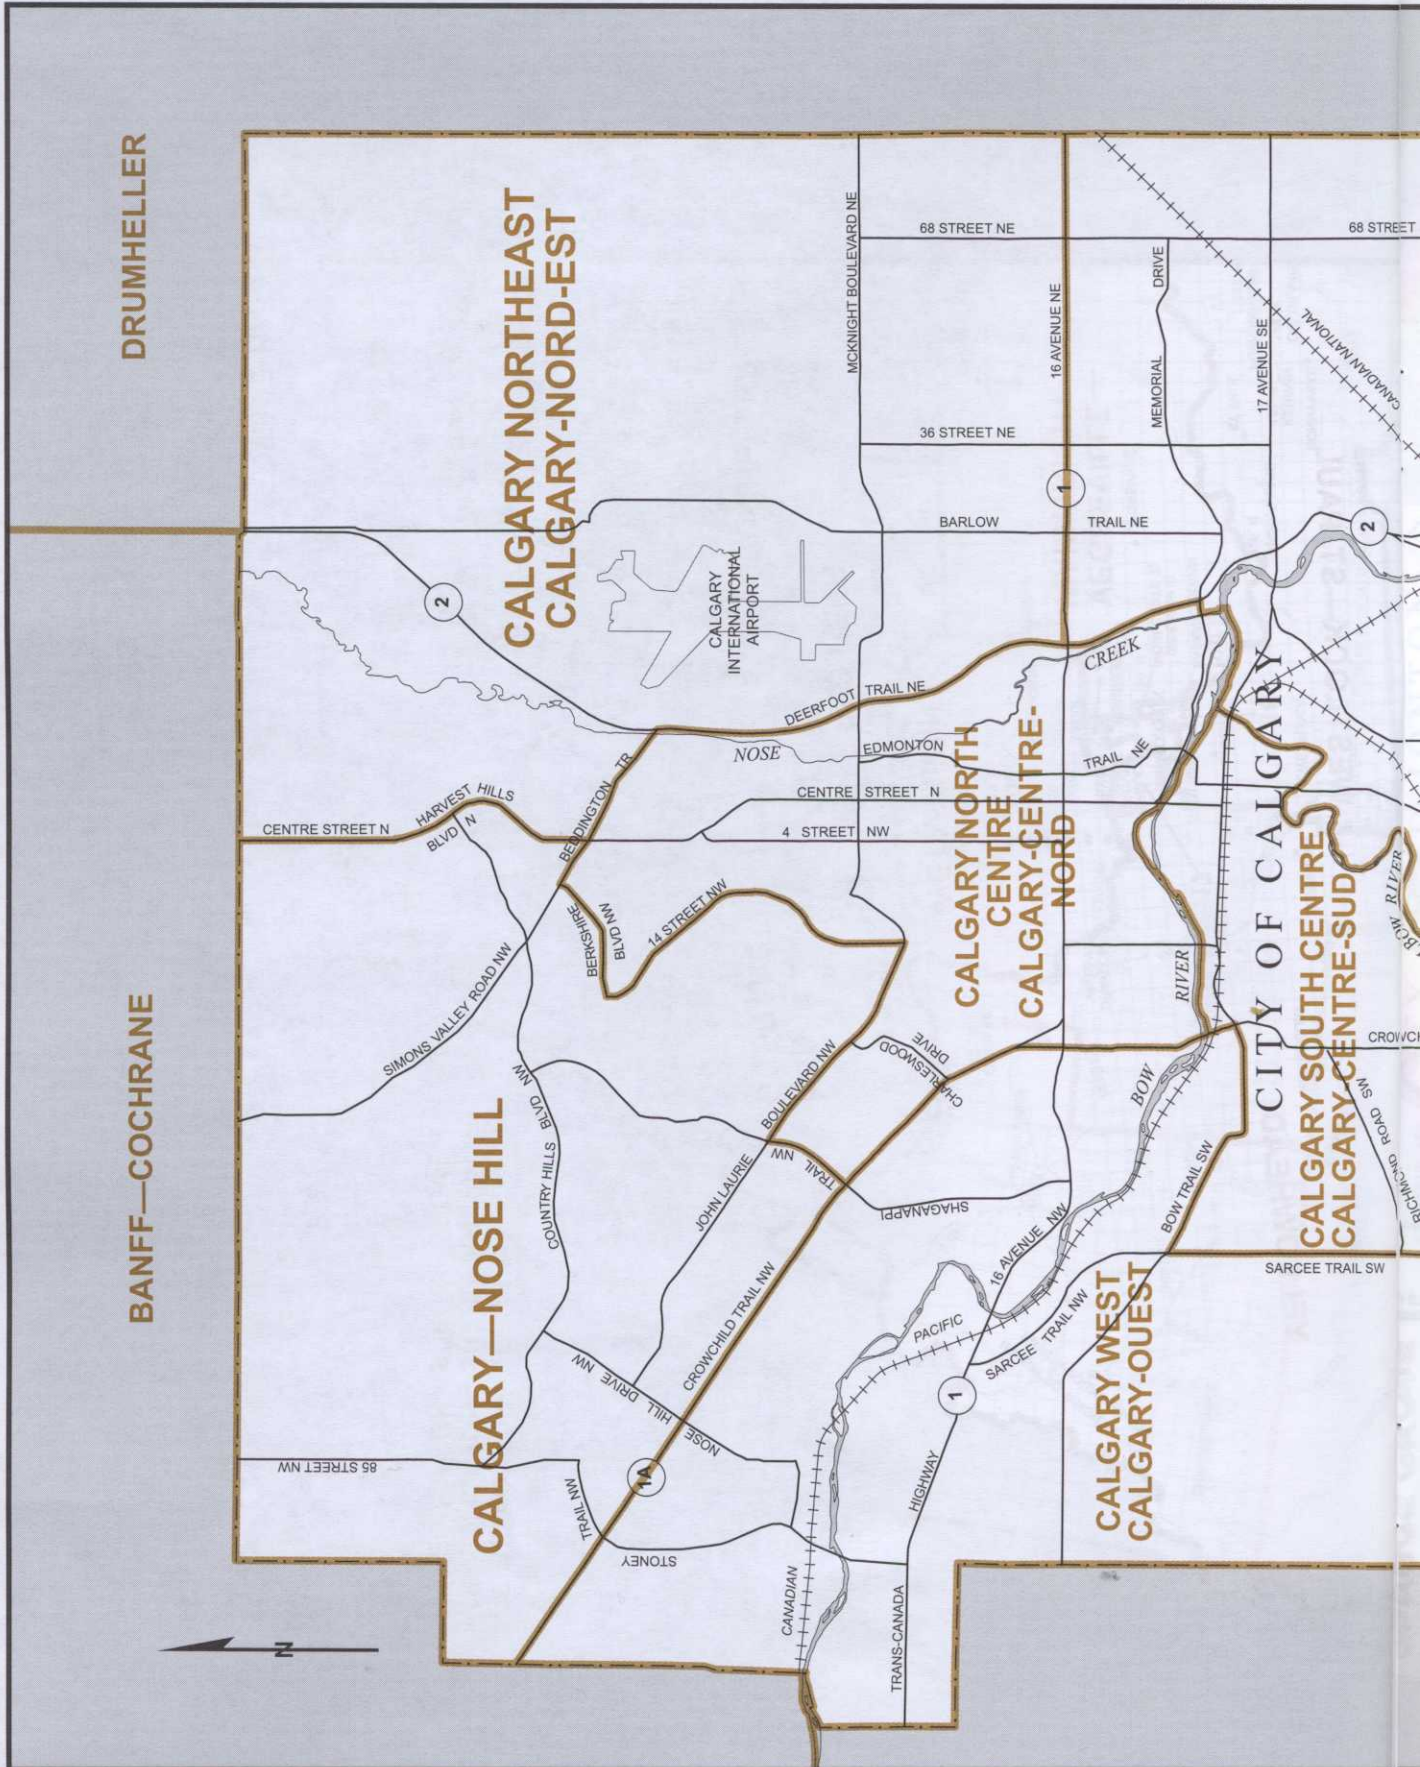 DRUMHELLER
BANFF—COCHRANE
CALGARY NORTHEAST
CALGARY-NORD-EST
CALGARY—NOSE HILL
CALGARY NORTH
CENTRE
CALGARY-CENTRE-
NORD
CALGARY WEST
CALGARY-OUEST
CALGARY SOUTH CENTRE
CALGARY-CENTRE-SUD
CITY OF CALGARY
CALGARY
INTERNATIONAL
AIRPORT
N
85 STREET NW
SIMONS VALLEY ROAD NW
CENTRE STREET N
HARVEST HILLS
BLVD N
BEDDINGTON TR
BERKSHIRE
BLVD NW
14 STREET NW
COUNTRY HILLS BLVD NW
TRAIL NW
STONEY
1A
NOSE HILL DRIVE NW
CROWCHILD TRAIL NW
JOHN LAURIE BOULEVARD NW
SHAGANAPPI TRAIL NW
CHARLESWOOD
DRIVE
4 STREET NW
CENTRE STREET N
EDMONTON TRAIL NE
NOSE CREEK
DEERFOOT TRAIL NE
2
BARLOW TRAIL NE
MCKNIGHT BOULEVARD NE
36 STREET NE
68 STREET NE
68 STREET
16 AVENUE NE
1
MEMORIAL DRIVE
17 AVENUE SE
CANADIAN NATIONAL
2
CANADIAN PACIFIC
TRANS-CANADA HIGHWAY
1
16 AVENUE NW
SARCEE TRAIL NW
BOW RIVER
BOW TRAIL SW
SARCEE TRAIL SW
RICHMOND ROAD SW
CROWCH
LBOW RIVER